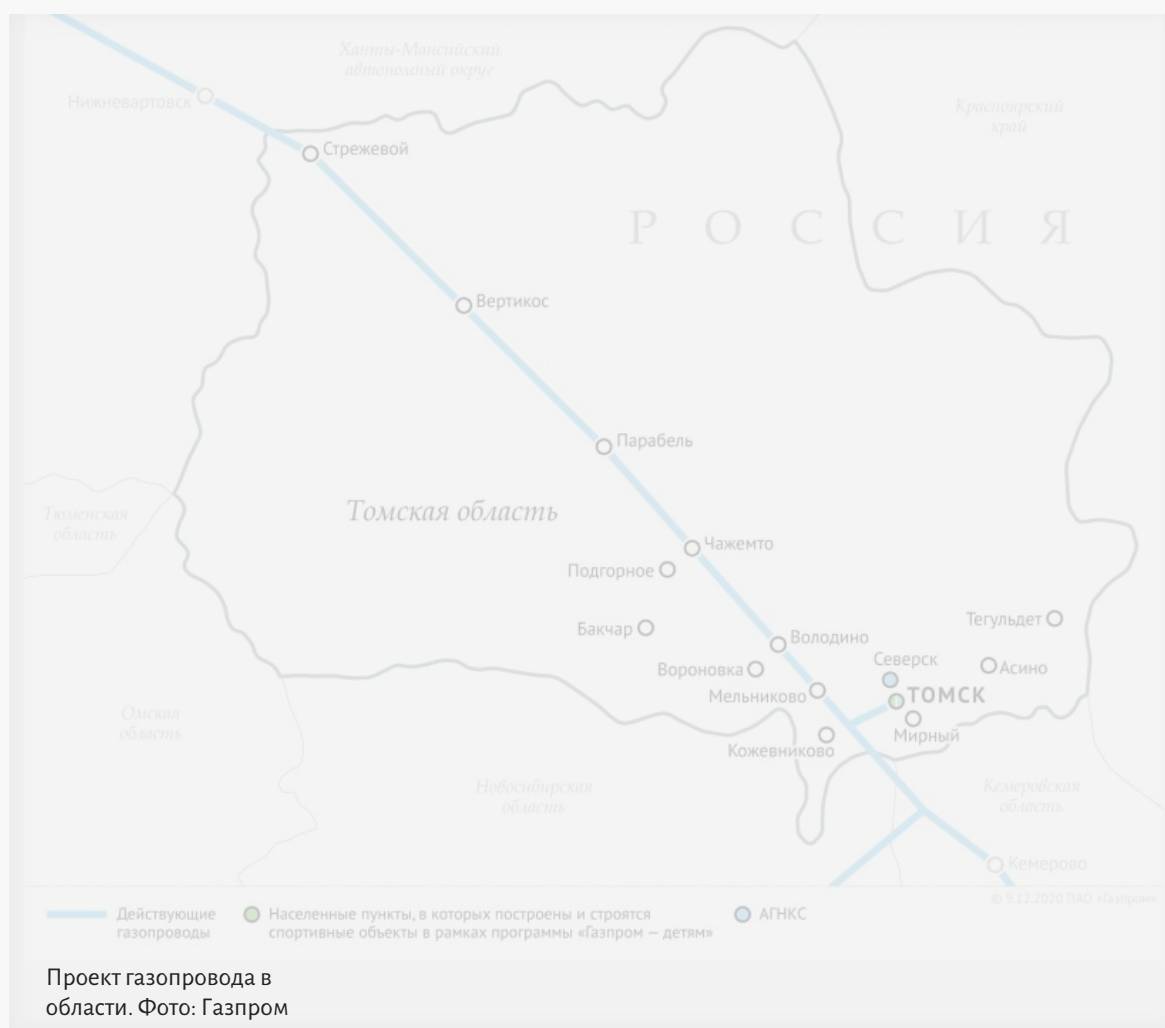 Ханты-Мансийский
автономный округ
Нижневартовск
Красноярский
край
Стрежевой
РОССИЯ
Вертикос
Парабель
Томская область
Тюменская
область
Чажемто
Подгорное
Тегульдет
Бакчар
Володино
Северск
Вороновка
Асино
Мельниково
ТОМСК
Омская
область
Мирный
Кожевниково
Новосибирская
область
Кемеровская
область
Кемерово
© 9.12.2020 ПАО «Газпром»
Действующие
газопроводы
Населенные пункты, в которых построены и строятся
спортивные объекты в рамках программы «Газпром — детям»
АГНКС
Проект газопровода в
области. Фото: Газпром